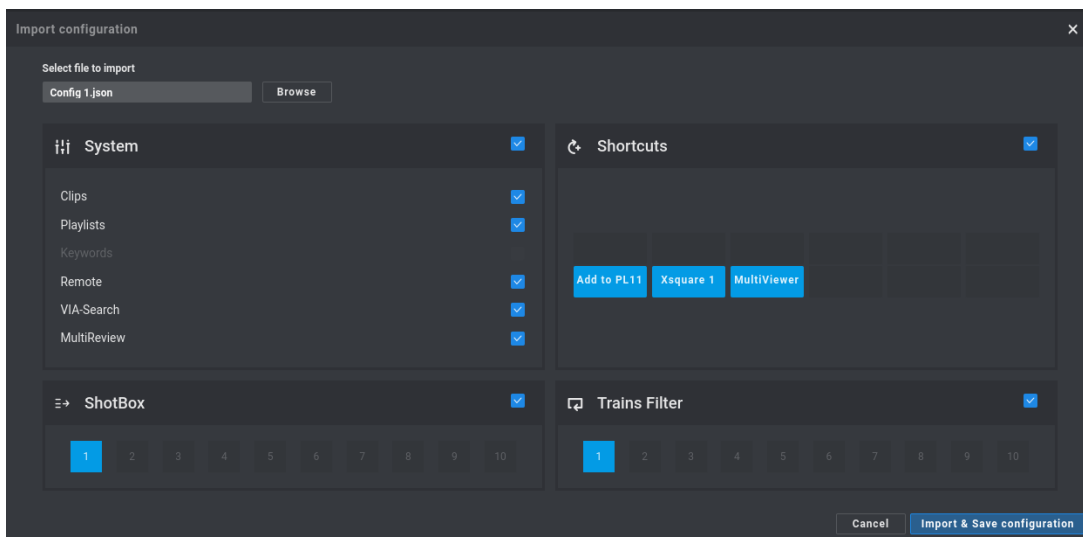 Import configuration
Select file to import
Config 1.json
Browse
System
Clips
Playlists
Keywords
Remote
VIA-Search
MultiReview
Shortcuts
Add to PL11 Xsquare 1 MultiViewer
ShotBox
1 2 3 4 5 6 7 8 9 10
Trains Filter
1 2 3 4 5 6 7 8 9 10
Cancel Import & Save configuration